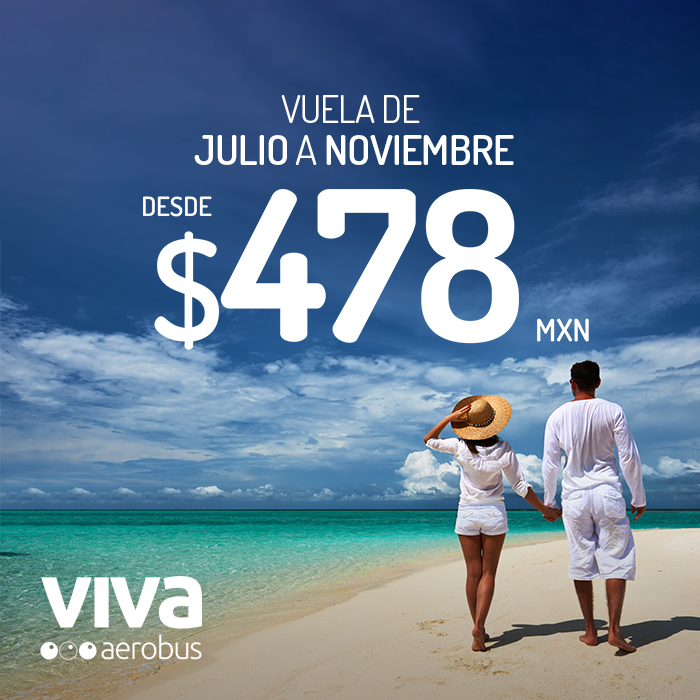 VUELA DE
JULIO A NOVIEMBRE
DESDE
$478
MXN
VIVA
aerobus